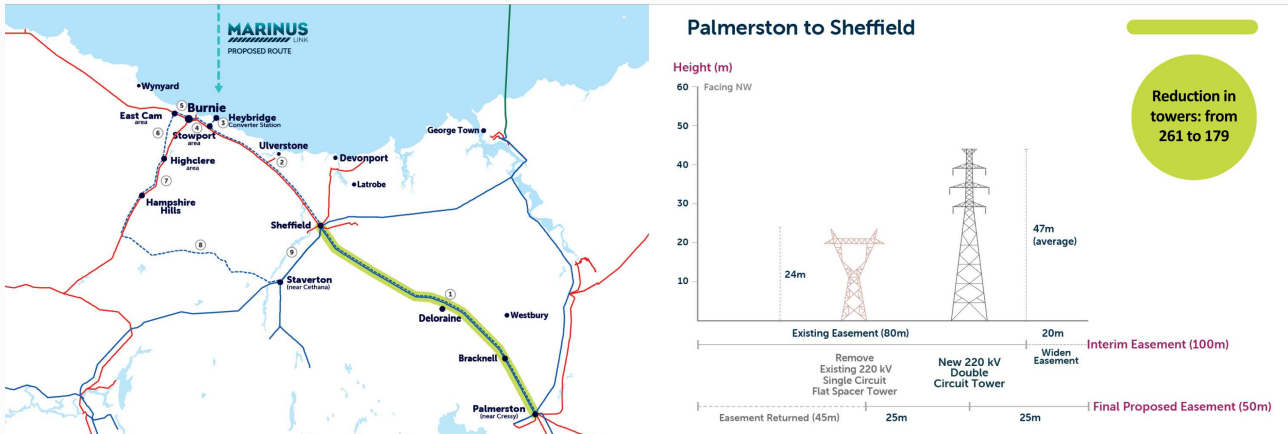 MARINUS
LINK
PROPOSED ROUTE
Wynyard
5
Burnie
East Cam
area
4
3
Heybridge
Converter Station
Stowport
area
6
Ulverstone
2
George Town
Highclere
area
Devonport
7
Latrobe
Hampshire
Hills
Sheffield
8
9
Staverton
(near Cethana)
1
Deloraine
Westbury
Bracknell
Palmerston
(near Cressy)
Palmerston to Sheffield
Height (m)
Facing NW
60
50
40
30
20
10
24m
47m
(average)
Reduction in
towers: from
261 to 179
Existing Easement (80m)
20m
Interim Easement (100m)
Widen
Easement
Remove
Existing 220 kV
Single Circuit
Flat Spacer Tower
New 220 kV
Double
Circuit Tower
Easement Returned (45m)
25m
25m
Final Proposed Easement (50m)